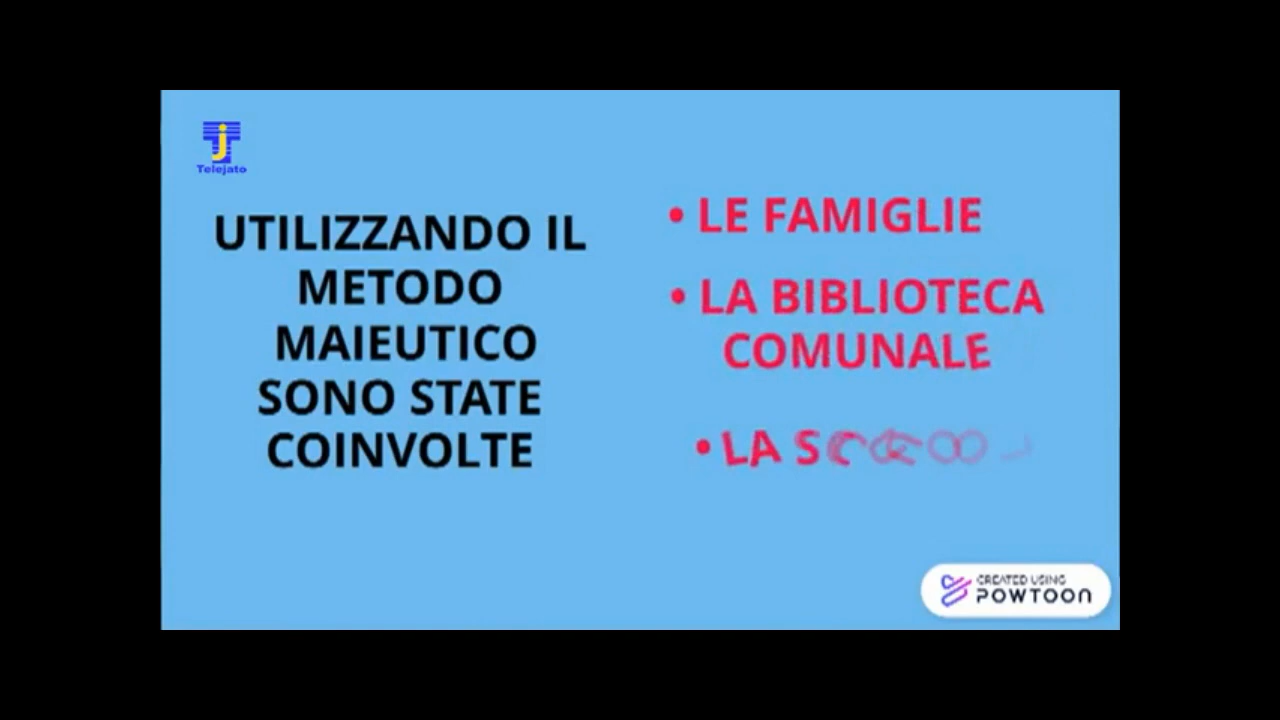 Telejato
UTILIZZANDO IL
METODO
MAIEUTICO
SONO STATE
COINVOLTE
• LE FAMIGLIE
• LA BIBLIOTECA
COMUNALE
• LA
CREATED USING
POWTOON